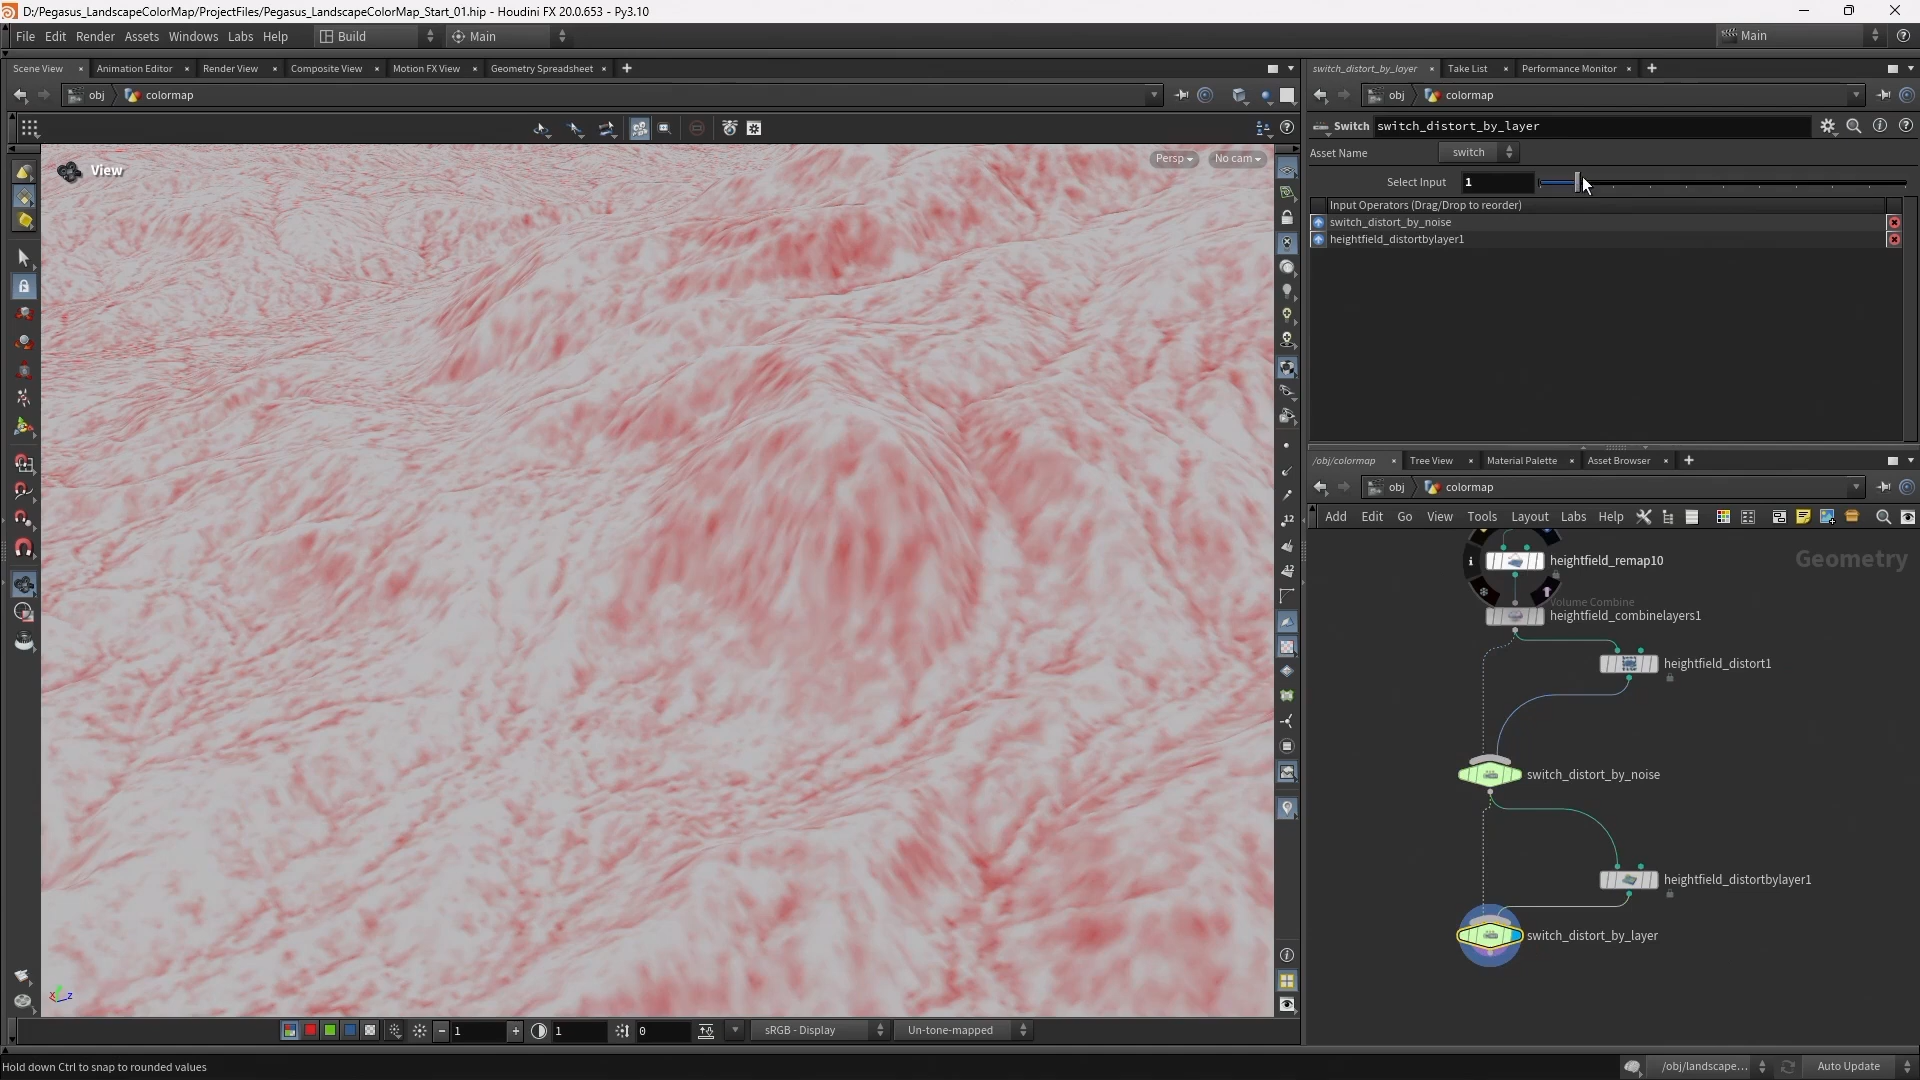 D:/Pegasus_LandscapeColorMap/ProjectFiles/Pegasus_LandscapeColorMap_Start_01.hip - Houdini FX 20.0.653 - Py3.10
File Edit Render Assets Windows Labs Help Build Main Main
Scene View Animation Editor Render View Composite View Motion FX View Geometry Spreadsheet
obj colormap
View
Persp No cam
12
12
1 1 0 sRGB - Display Un-tone-mapped
switch_distort_by_layer Take List Performance Monitor
obj colormap
Switch switch_distort_by_layer
Asset Name switch
Select Input 1
Input Operators (Drag/Drop to reorder)
switch_distort_by_noise
heightfield_distortbylayer1
/obj/colormap Tree View Material Palette Asset Browser
obj colormap
Add Edit Go View Tools Layout Labs Help
Geometry
heightfield_remap10
Volume Combine
heightfield_combinelayers1
heightfield_distort1
switch_distort_by_noise
heightfield_distortbylayer1
switch_distort_by_layer
Hold down Ctrl to snap to rounded values
/obj/landscape... Auto Update